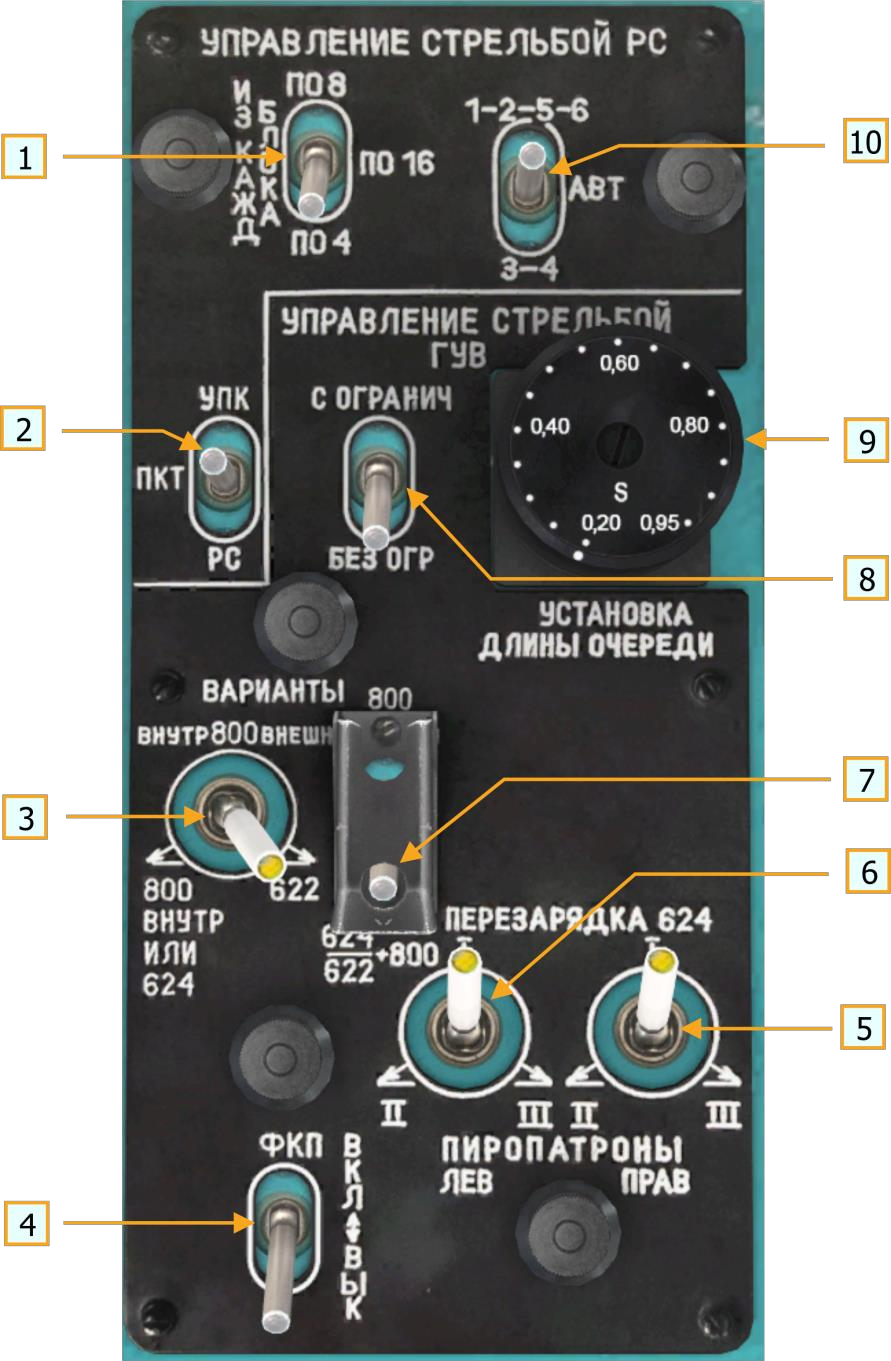 УПРАВЛЕНИЕ СТРЕЛЬБОЙ РС
ИЗ КАЖД
БЛОКА
ПО 8
ПО 16
ПО 4
1-2-5-6
АВТ
3-4
1
10
УПРАВЛЕНИЕ СТРЕЛЬБОЙ
ГУВ
УПК
ПКТ
РС
2
С ОГРАНИЧ
БЕЗ ОГР
0,60
0,40
0,80
S
0,20
0,95
9
8
УСТАНОВКА
ДЛИНЫ ОЧЕРЕДИ
ВАРИАНТЫ
ВНУТР 800 ВНЕШН
800
3
7
800
ВНУТР
ИЛИ
624
622
624
622
+800
6
ПЕРЕЗАРЯДКА 624
I
I
5
II
III
II
III
ПИРОПАТРОНЫ
ЛЕВ
ПРАВ
ФКП
ВКЛ
ВЫК
4